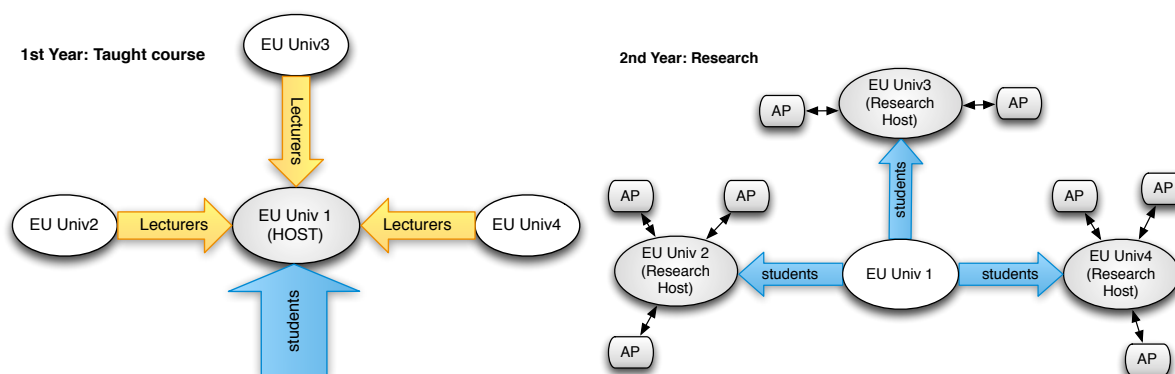 1st Year: Taught course
EU Univ3
Lecturers
EU Univ2
Lecturers
EU Univ 1
(HOST)
Lecturers
EU Univ4
students
2nd Year: Research
AP
EU Univ3
(Research
Host)
AP
students
AP
AP
EU Univ 2
(Research
Host)
AP
students
EU Univ 1
students
AP
AP
EU Univ4
(Research
Host)
AP